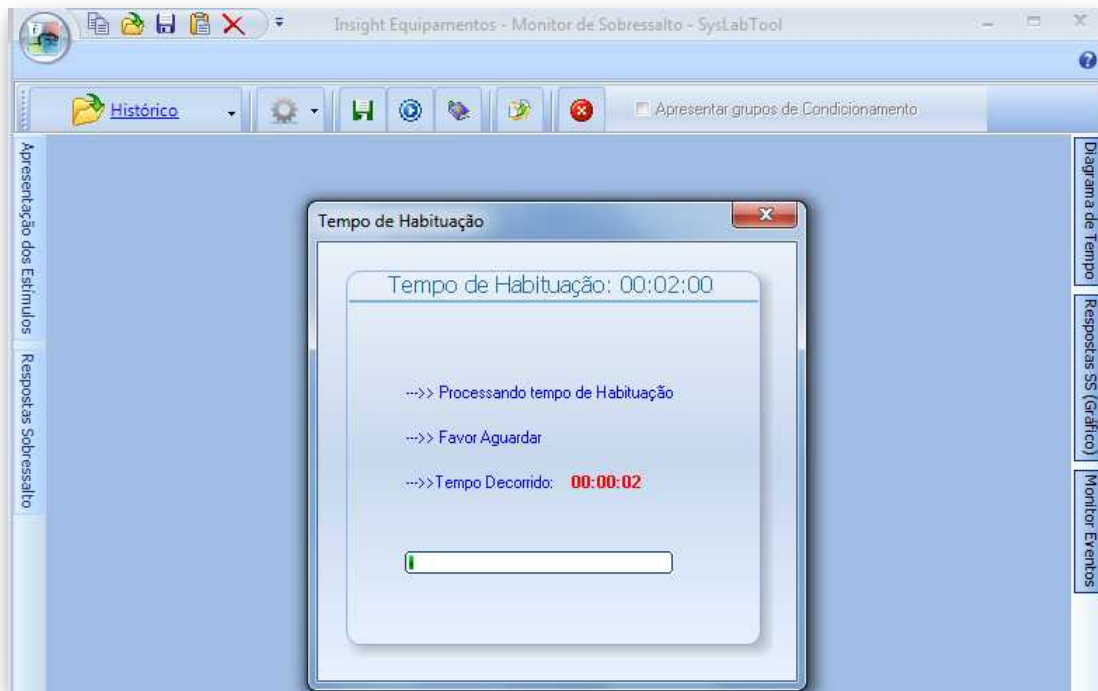 Insight Equipamentos - Monitor de Sobressalto - SysLabTool
Histórico
Apresentar grupos de Condicionamento
Apresentação dos Estímulos
Respostas Sobressalto
Tempo de Habituação
Tempo de Habituação: 00:02:00
--->> Processando tempo de Habituação
--->> Favor Aguardar
--->>Tempo Decorrido: 00:00:02
Diagrama de Tempo
Respostas SS (Gráfico)
Monitor Eventos